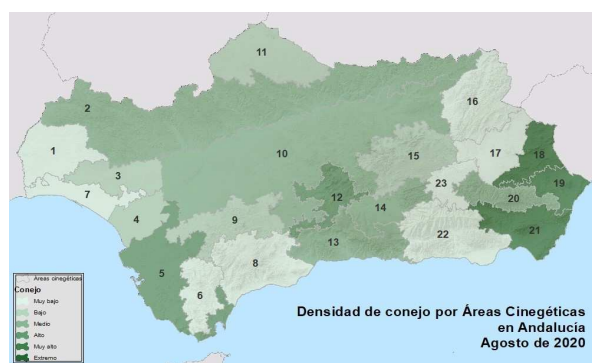 11
2
16
1
10
15
17
18
3
23
7
12
20
19
4
9
14
21
13
22
5
8
6
Áreas cinegéticas
Conejo
Muy bajo
Bajo
Medio
Alto
Muy alto
Extremo
Densidad de conejo por Áreas Cinegéticas
en Andalucía
Agosto de 2020